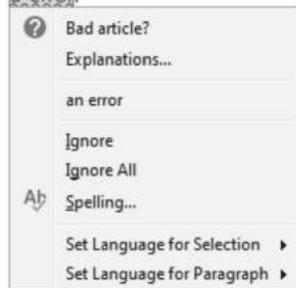 Bad article?
Explanations...
an error
Ignore
Ignore All
Spelling...
Set Language for Selection
Set Language for Paragraph